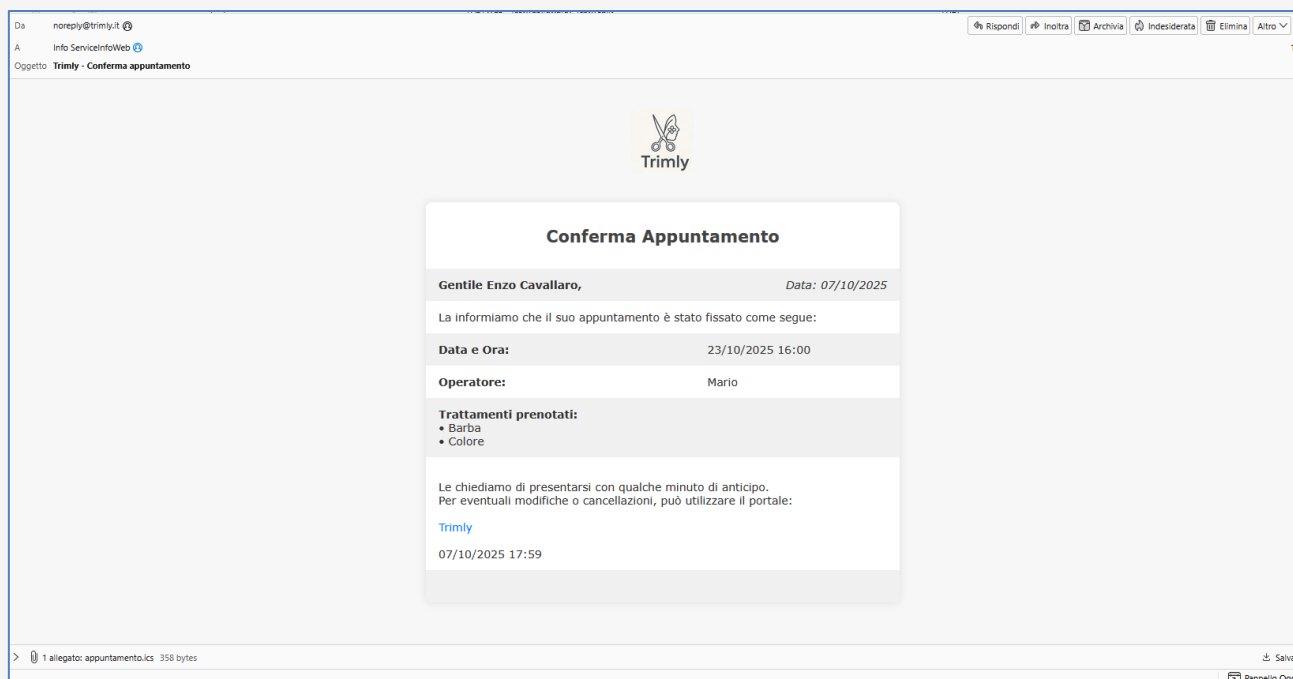 Da noreply@trimly.it
Rispondi Inoltra Archivia Indesiderata Elimina Altro
A Info ServiceInfoWeb
Oggetto Trimly - Conferma appuntamento
Trimly
Conferma Appuntamento
Gentile Enzo Cavallaro, Data: 07/10/2025
La informiamo che il suo appuntamento è stato fissato come segue:
Data e Ora: 23/10/2025 16:00
Operatore: Mario
Trattamenti prenotati:
• Barba
• Colore
Le chiediamo di presentarsi con qualche minuto di anticipo.
Per eventuali modifiche o cancellazioni, può utilizzare il portale:
Trimly
07/10/2025 17:59
1 allegato: appuntamento.ics 358 bytes